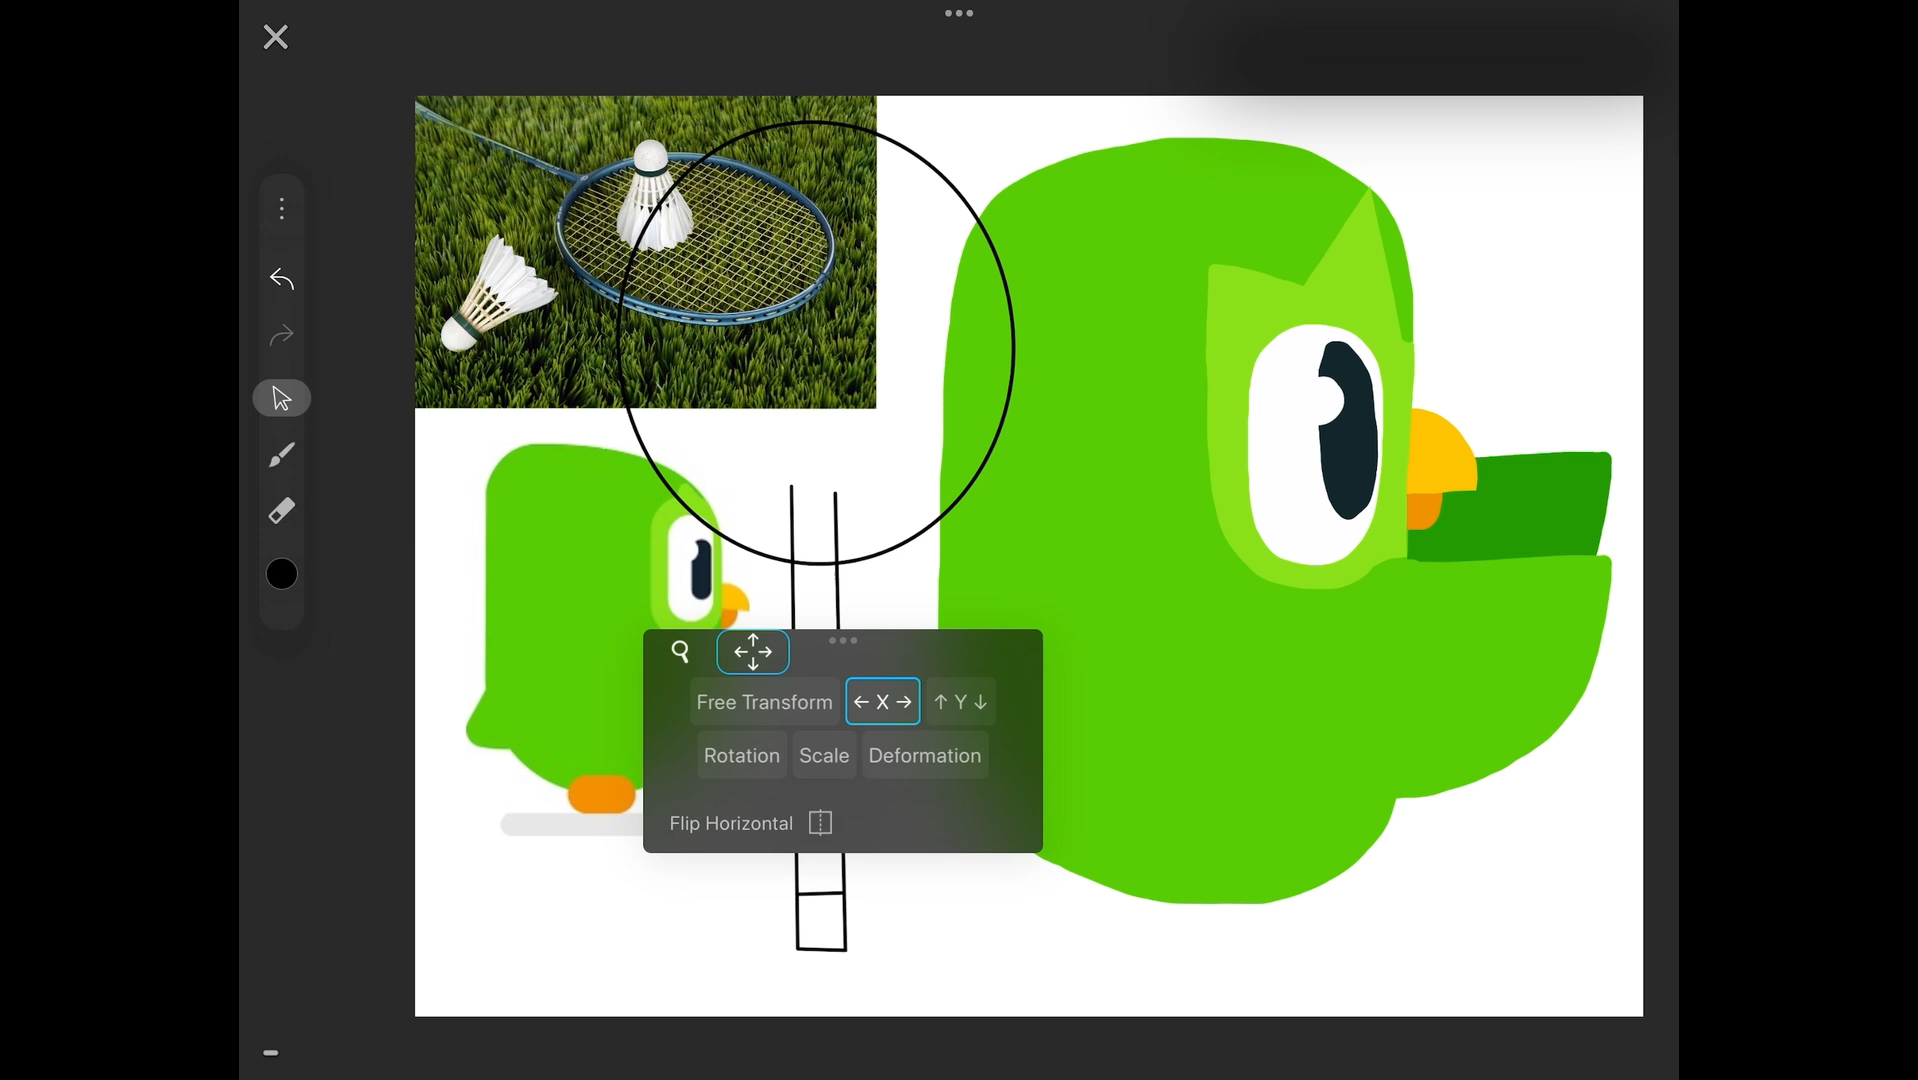 Free Transform ← X → ↑ Y ↓
Rotation Scale Deformation
Flip Horizontal